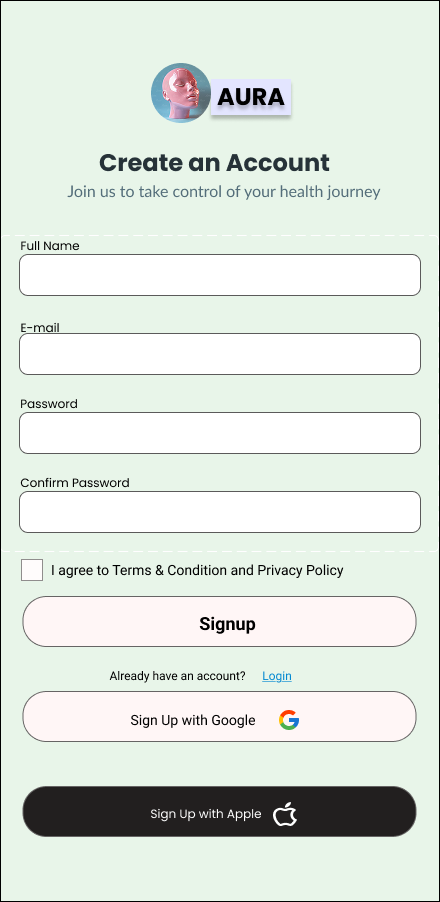 AURA
Create an Account
Join us to take control of your health journey
Full Name
E-mail
Password
Confirm Password
I agree to Terms & Condition and Privacy Policy
Signup
Already have an account? Login
Sign Up with Google
Sign Up with Apple